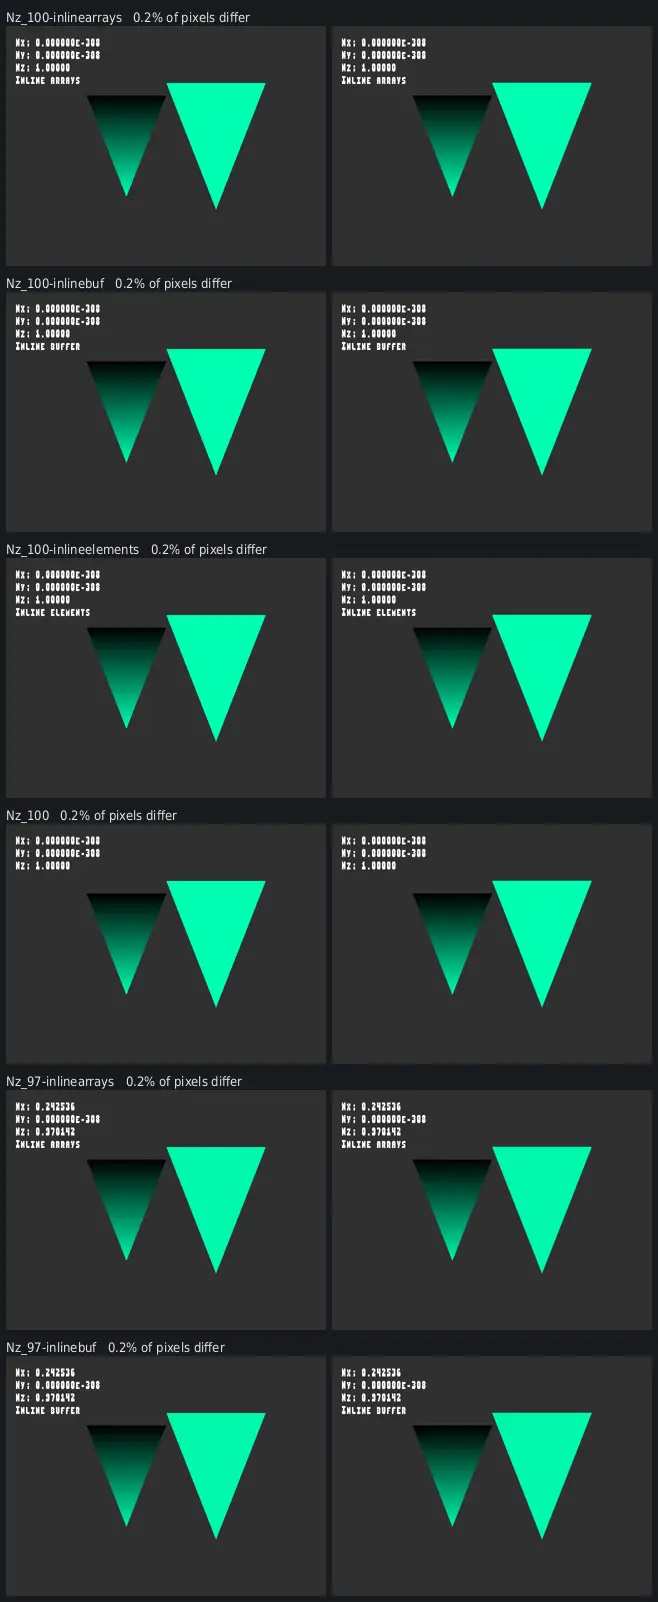 Nz_100-inlinearrays 0.2% of pixels differ
Nx: 0.000000E-308
Ny: 0.000000E-308
Nz: 1.00000
INLINE ARRAYS
Nx: 0.000000E-308
Ny: 0.000000E-308
Nz: 1.00000
INLINE ARRAYS
Nz_100-inlinebuf 0.2% of pixels differ
Nx: 0.000000E-308
Ny: 0.000000E-308
Nz: 1.00000
INLINE BUFFER
Nx: 0.000000E-308
Ny: 0.000000E-308
Nz: 1.00000
INLINE BUFFER
Nz_100-inlineelements 0.2% of pixels differ
Nx: 0.000000E-308
Ny: 0.000000E-308
Nz: 1.00000
INLINE ELEMENTS
Nx: 0.000000E-308
Ny: 0.000000E-308
Nz: 1.00000
INLINE ELEMENTS
Nz_100 0.2% of pixels differ
Nx: 0.000000E-308
Ny: 0.000000E-308
Nz: 1.00000
Nx: 0.000000E-308
Ny: 0.000000E-308
Nz: 1.00000
Nz_97-inlinearrays 0.2% of pixels differ
Nx: 0.242536
Ny: 0.000000E-308
Nz: 0.970142
INLINE ARRAYS
Nx: 0.242536
Ny: 0.000000E-308
Nz: 0.970142
INLINE ARRAYS
Nz_97-inlinebuf 0.2% of pixels differ
Nx: 0.242536
Ny: 0.000000E-308
Nz: 0.970142
INLINE BUFFER
Nx: 0.242536
Ny: 0.000000E-308
Nz: 0.970142
INLINE BUFFER